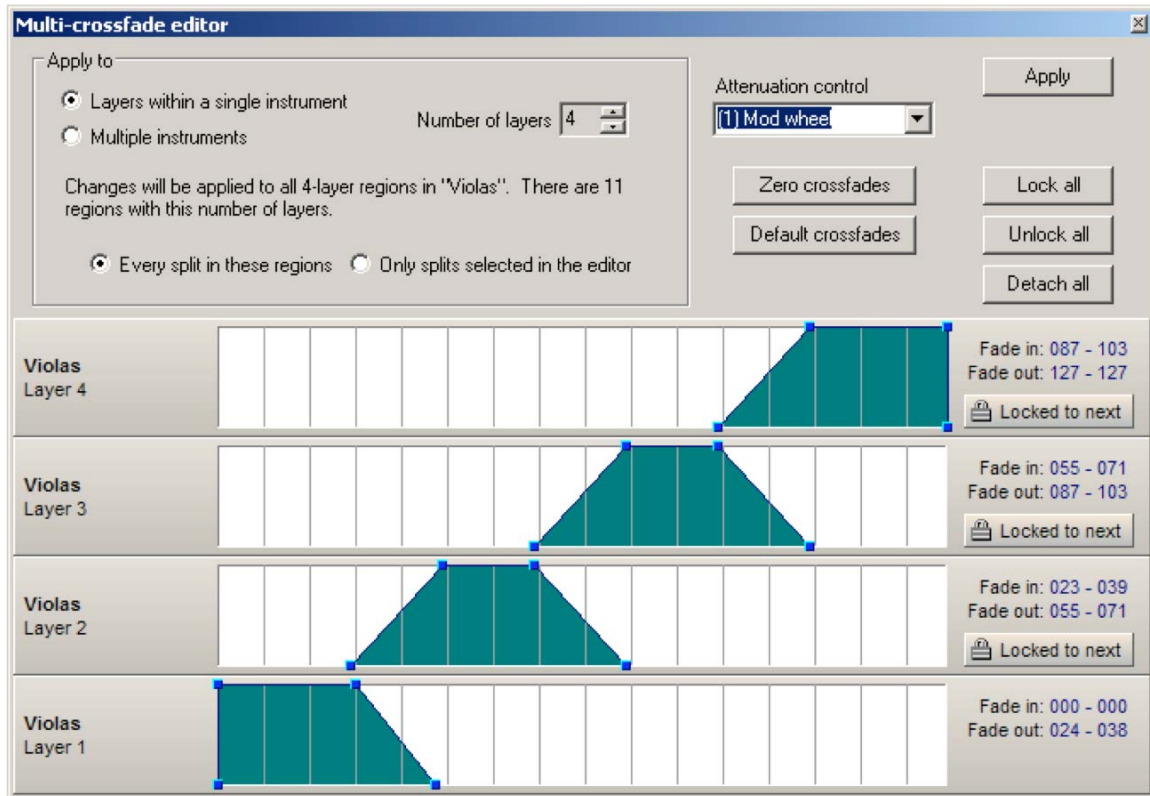 Multi-crossfade editor
Apply to
Layers within a single instrument
Multiple instruments
Number of layers 4
Changes will be applied to all 4-layer regions in "Violas". There are 11
regions with this number of layers.
Every split in these regions Only splits selected in the editor
Attenuation control
(1) Mod wheel
Apply
Zero crossfades
Default crossfades
Lock all
Unlock all
Detach all
Violas
Layer 4
Fade in: 087 - 103
Fade out: 127 - 127
Locked to next
Violas
Layer 3
Fade in: 055 - 071
Fade out: 087 - 103
Locked to next
Violas
Layer 2
Fade in: 023 - 039
Fade out: 055 - 071
Locked to next
Violas
Layer 1
Fade in: 000 - 000
Fade out: 024 - 038